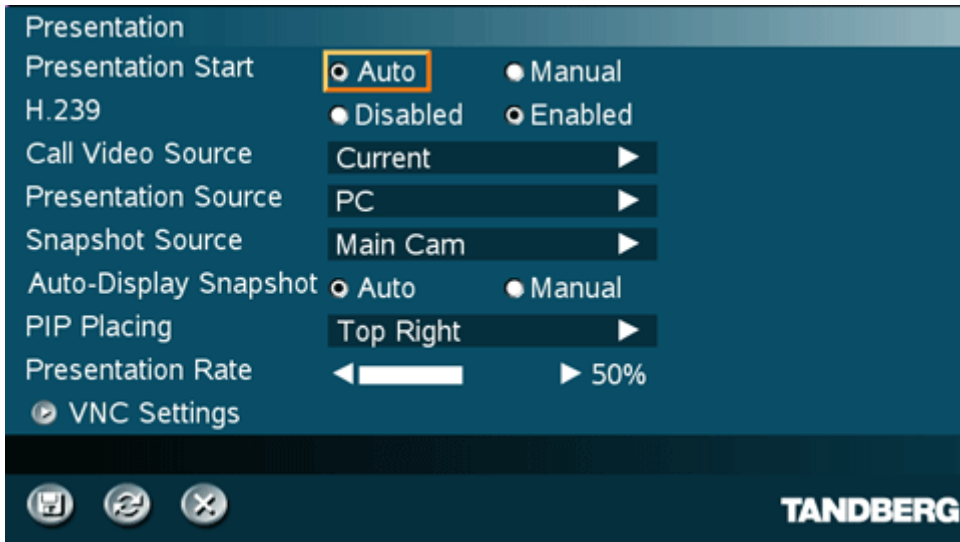 Presentation
Presentation Start Auto Manual
H.239 Disabled Enabled
Call Video Source Current
Presentation Source PC
Snapshot Source Main Cam
Auto-Display Snapshot Auto Manual
PIP Placing Top Right
Presentation Rate 50%
VNC Settings
TANDBERG